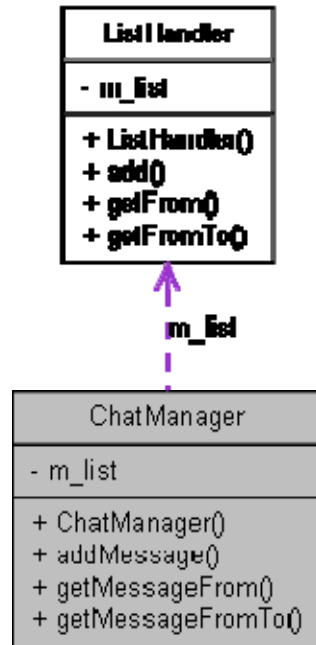 ListHandler
- m_list
+ ListHandler()
+ add()
+ getFrom()
+ getFromTo()
m_list
ChatManager
- m_list
+ ChatManager()
+ addMessage()
+ getMessageFrom()
+ getMessageFromTo()